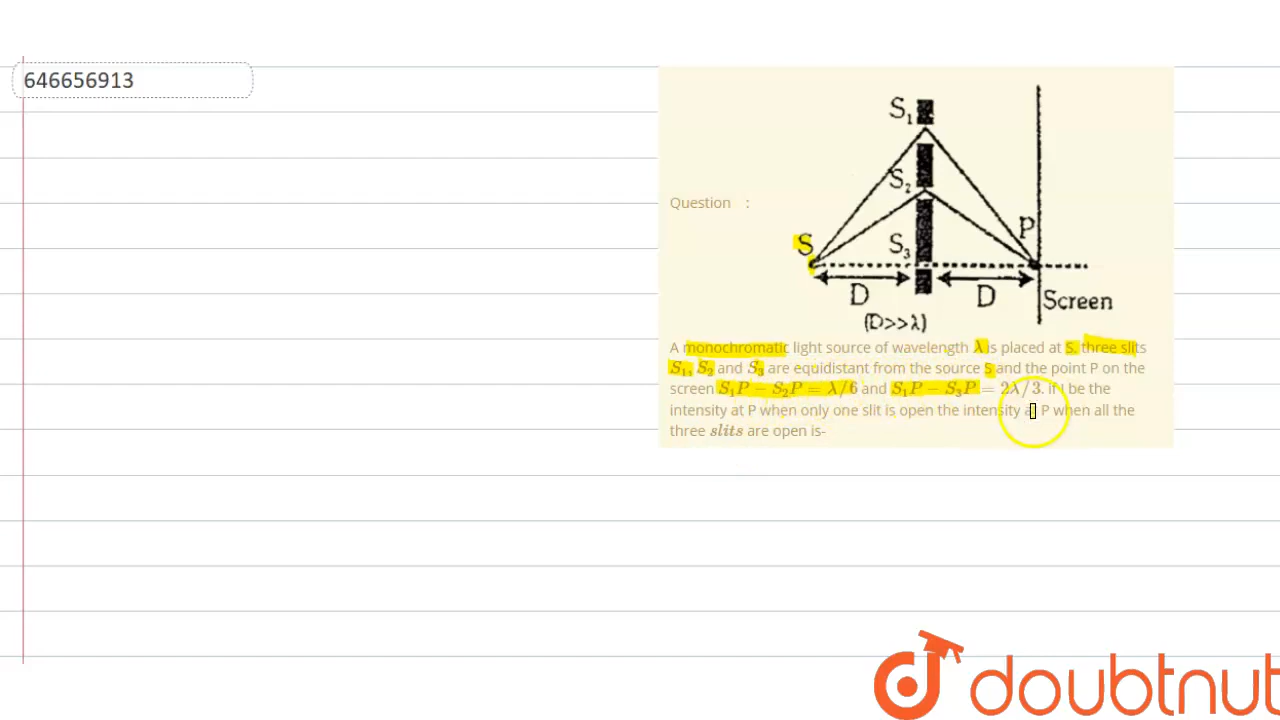 646656913
S₁
S₂
Question :
P
S
S₃
D
D
Screen
(D>>λ)
A monochromatic light source of wavelength λ is placed at S. three slits
S₁, S₂ and S₃ are equidistant from the source S and the point P on the
screen S₁P − S₂P = λ/6 and S₁P − S₃P = 2λ/3. if I be the
intensity at P when only one slit is open the intensity at P when all the
three slits are open is-
doubtnut